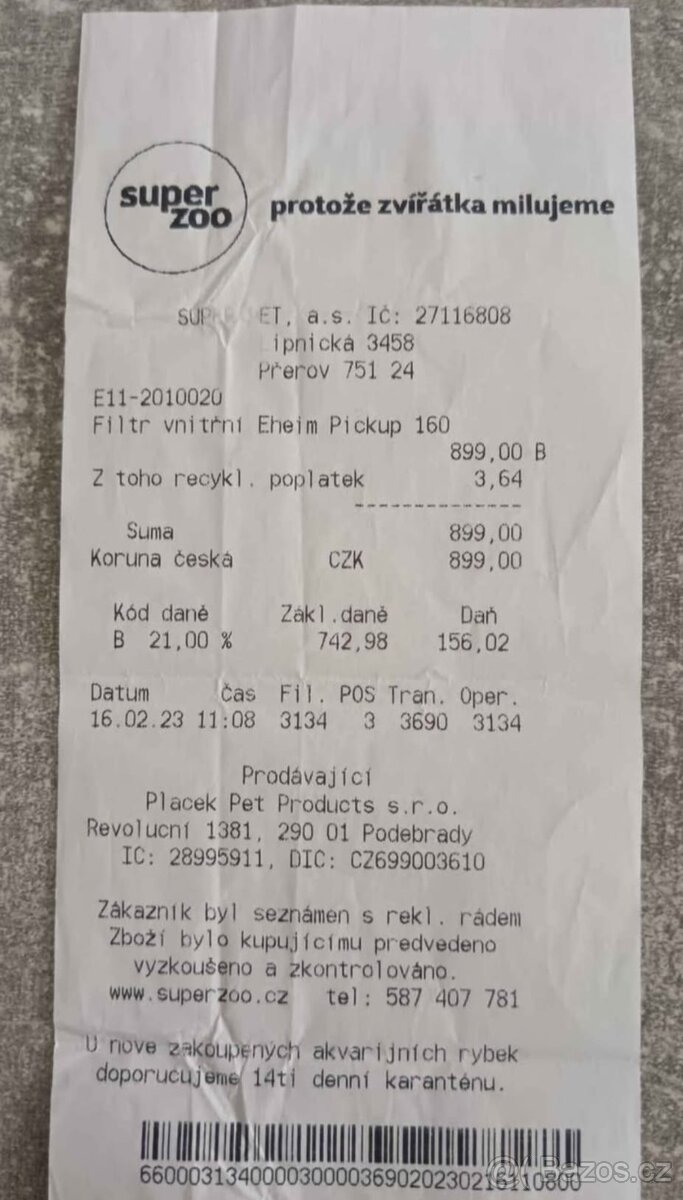 super zoo
protože zvířátka milujeme
ET, a.s. IČ: 27116808
ipnická 3458
Přerov 751 24
E11-2010020
Filtr vnitřní Eheim Pickup 160
899,00 B
Z toho recykl. poplatek 3,64
Suma 899,00
Koruna česká CZK 899,00
Kód daně Zákl.daně Daň
B 21,00 % 742,98 156,02
Datum čas Fil. POS Tran. Oper.
16.02.23 11:08 3134 3 3690 3134
Prodávající
Placek Pet Products s.r.o.
Revolucní 1381, 290 01 Podebrady
IC: 28995911, DIC: CZ699003610
Zákazník byl seznámen s rekl. rádem
Zboží bylo kupujícímu predvedeno
vyzkoušeno a zkontrolováno.
www.superzoo.cz tel: 587 407 781
U nove zakoupených akvarijních rybek
doporucujeme 14ti denní karanténu.
66000313400003000036902023021611080​0
Bazos.cz